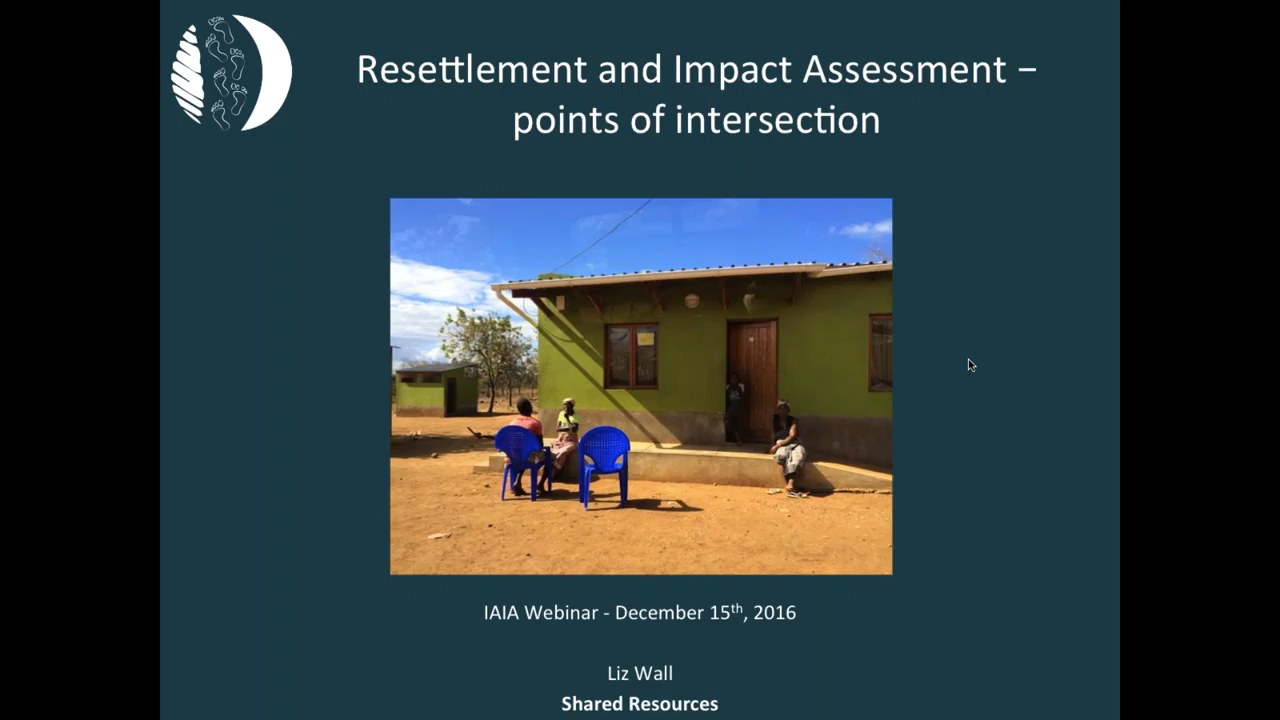 Resettlement and Impact Assessment –
points of intersection
IAIA Webinar - December 15th, 2016
Liz Wall
Shared Resources